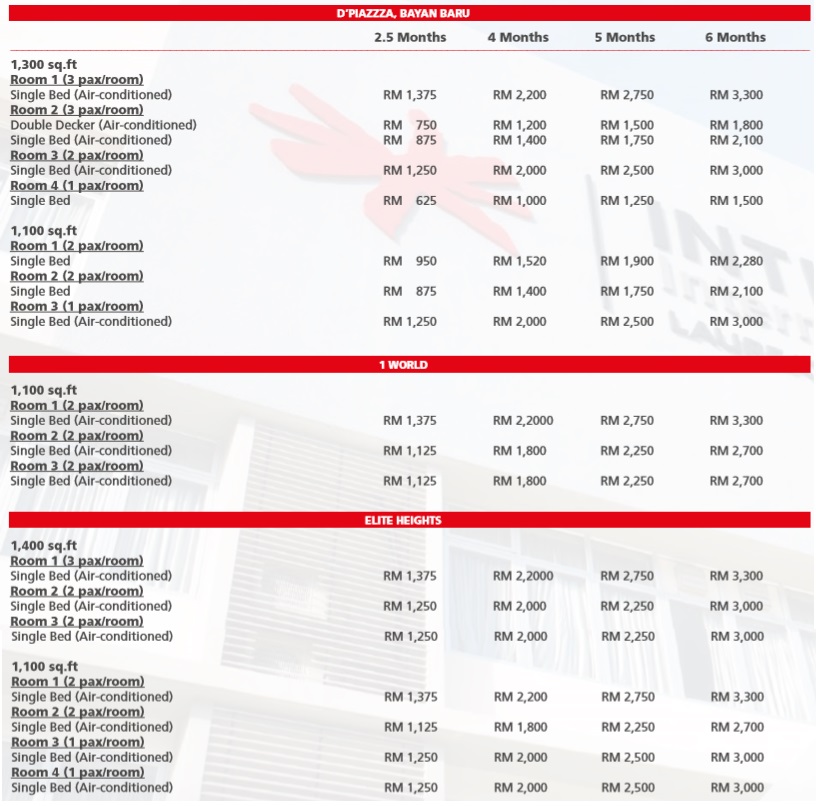 D'PIAZZZA, BAYAN BARU
2.5 Months 4 Months 5 Months 6 Months
1,300 sq.ft
Room 1 (3 pax/room)
Single Bed (Air-conditioned) RM 1,375 RM 2,200 RM 2,750 RM 3,300
Room 2 (3 pax/room)
Double Decker (Air-conditioned) RM 750 RM 1,200 RM 1,500 RM 1,800
Single Bed (Air-conditioned) RM 875 RM 1,400 RM 1,750 RM 2,100
Room 3 (2 pax/room)
Single Bed (Air-conditioned) RM 1,250 RM 2,000 RM 2,500 RM 3,000
Room 4 (1 pax/room)
Single Bed RM 625 RM 1,000 RM 1,250 RM 1,500
1,100 sq.ft
Room 1 (2 pax/room)
Single Bed RM 950 RM 1,520 RM 1,900 RM 2,280
Room 2 (2 pax/room)
Single Bed RM 875 RM 1,400 RM 1,750 RM 2,100
Room 3 (1 pax/room)
Single Bed (Air-conditioned) RM 1,250 RM 2,000 RM 2,500 RM 3,000
1 WORLD
1,100 sq.ft
Room 1 (2 pax/room)
Single Bed (Air-conditioned) RM 1,375 RM 2,2000 RM 2,750 RM 3,300
Room 2 (2 pax/room)
Single Bed (Air-conditioned) RM 1,125 RM 1,800 RM 2,250 RM 2,700
Room 3 (2 pax/room)
Single Bed (Air-conditioned) RM 1,125 RM 1,800 RM 2,250 RM 2,700
ELITE HEIGHTS
1,400 sq.ft
Room 1 (3 pax/room)
Single Bed (Air-conditioned) RM 1,375 RM 2,2000 RM 2,750 RM 3,300
Room 2 (2 pax/room)
Single Bed (Air-conditioned) RM 1,250 RM 2,000 RM 2,250 RM 3,000
Room 3 (2 pax/room)
Single Bed (Air-conditioned) RM 1,250 RM 2,000 RM 2,250 RM 3,000
1,100 sq.ft
Room 1 (2 pax/room)
Single Bed (Air-conditioned) RM 1,375 RM 2,200 RM 2,750 RM 3,300
Room 2 (2 pax/room)
Single Bed (Air-conditioned) RM 1,125 RM 1,800 RM 2,250 RM 2,700
Room 3 (1 pax/room)
Single Bed (Air-conditioned) RM 1,250 RM 2,000 RM 2,500 RM 3,000
Room 4 (1 pax/room)
Single Bed (Air-conditioned) RM 1,250 RM 2,000 RM 2,500 RM 3,000